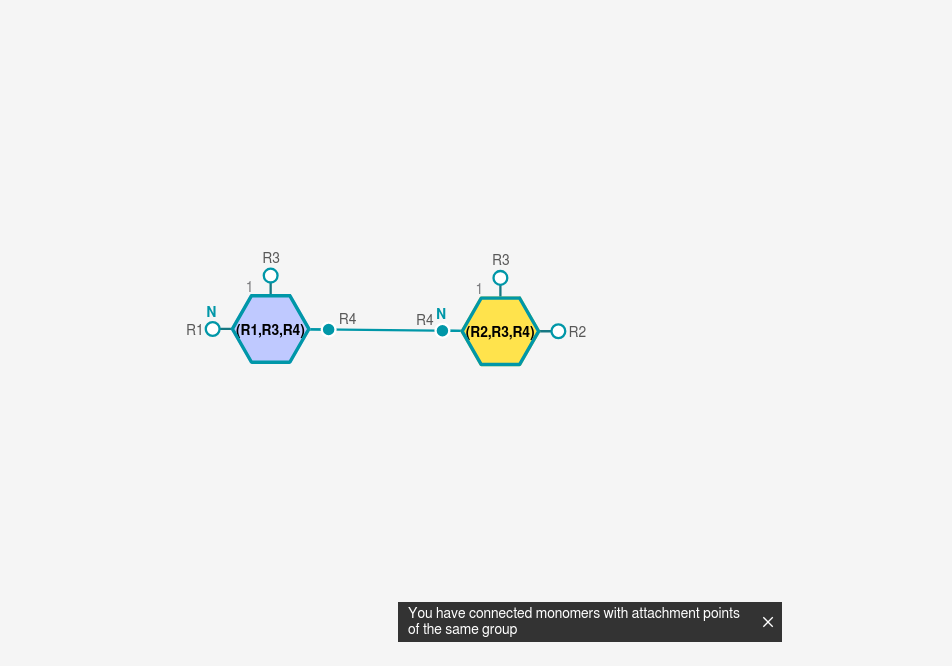 R3
R3
1
1
N
N
R4
R4
R1
(R1,R3,R4)
(R2,R3,R4)
R2
You have connected monomers with attachment points
of the same group